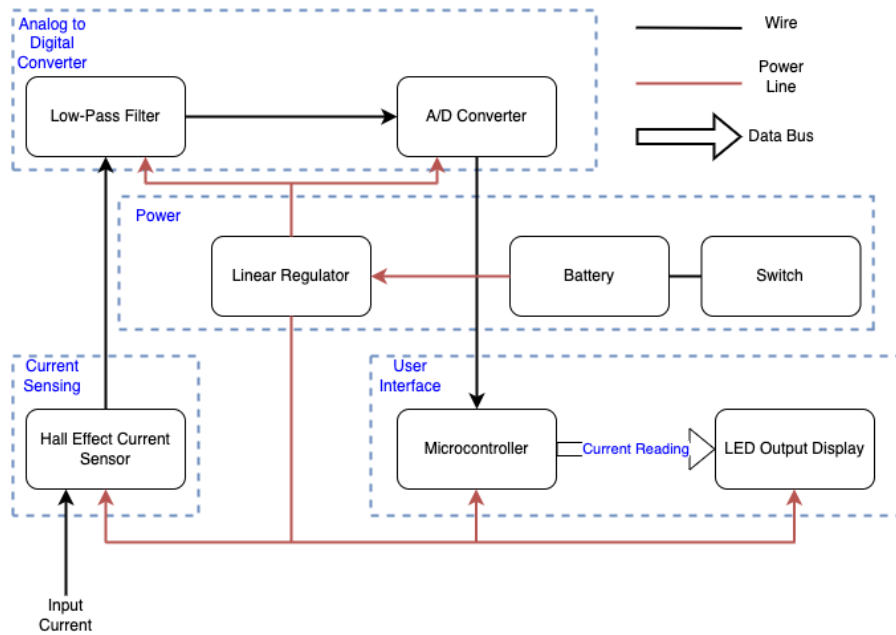 Analog to
Digital
Converter
Low-Pass Filter
A/D Converter
Wire
Power
Line
Data Bus
Power
Linear Regulator
Battery
Switch
Current
Sensing
Hall Effect Current
Sensor
User
Interface
Microcontroller
Current Reading
LED Output Display
Input
Current